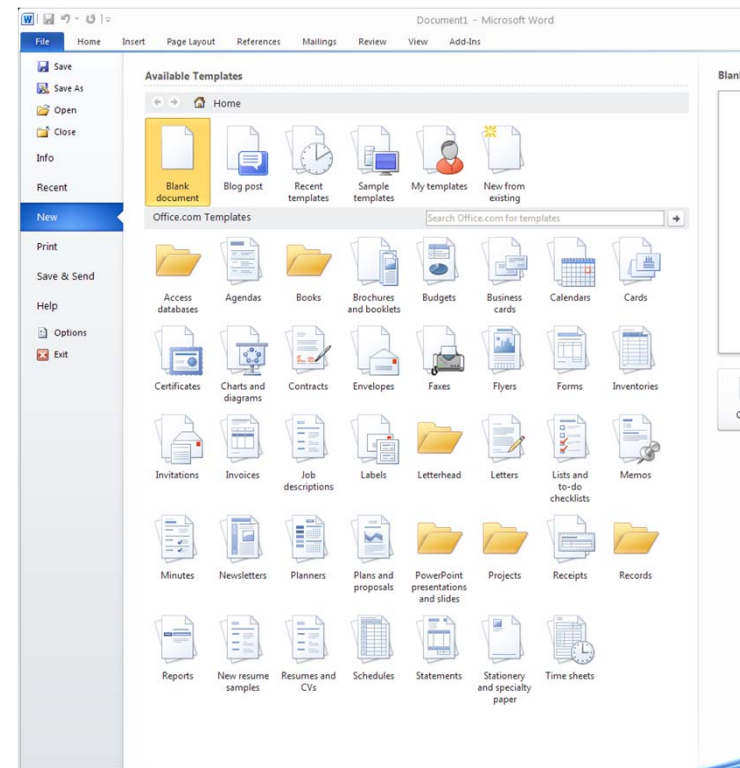 Document1 - Microsoft Word
File Home Insert Page Layout References Mailings Review View Add-Ins
Save
Save As
Open
Close
Info
Recent
New
Print
Save & Send
Help
Options
Exit
Available Templates
Home
Blank document
Blog post
Recent templates
Sample templates
My templates
New from existing
Office.com Templates
Search Office.com for templates
Access databases
Agendas
Books
Brochures and booklets
Budgets
Business cards
Calendars
Cards
Certificates
Charts and diagrams
Contracts
Envelopes
Faxes
Flyers
Forms
Inventories
Invitations
Invoices
Job descriptions
Labels
Letterhead
Letters
Lists and to-do checklists
Memos
Minutes
Newsletters
Planners
Plans and proposals
PowerPoint presentations and slides
Projects
Receipts
Records
Reports
New resume samples
Resumes and CVs
Schedules
Statements
Stationery and specialty paper
Time sheets